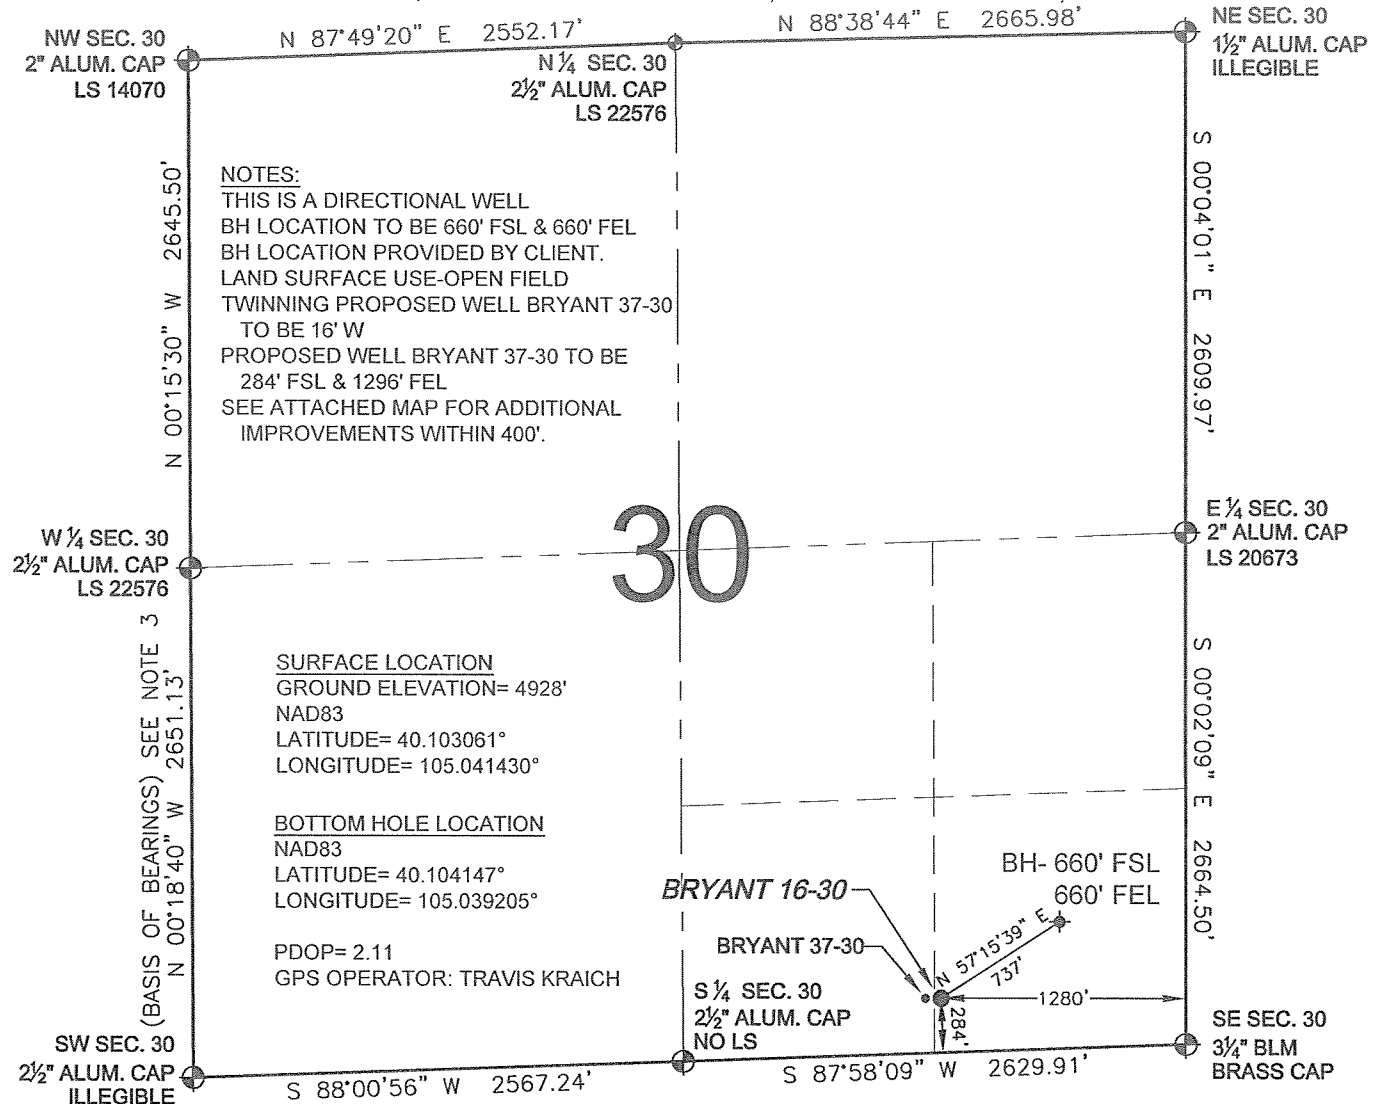 N 87°49'20" E 2552.17'
N 88°38'44" E 2665.98'
NW SEC. 30
2" ALUM. CAP
LS 14070
N ¼ SEC. 30
2½" ALUM. CAP
LS 22576
NE SEC. 30
1½" ALUM. CAP
ILLEGIBLE
N 00°15'30" W 2645.50'
S 00°04'01" E 2609.97'
NOTES:
THIS IS A DIRECTIONAL WELL
BH LOCATION TO BE 660' FSL & 660' FEL
BH LOCATION PROVIDED BY CLIENT.
LAND SURFACE USE-OPEN FIELD
TWINNING PROPOSED WELL BRYANT 37-30
TO BE 16' W
PROPOSED WELL BRYANT 37-30 TO BE
284' FSL & 1296' FEL
SEE ATTACHED MAP FOR ADDITIONAL
IMPROVEMENTS WITHIN 400'.
W ¼ SEC. 30
2½" ALUM. CAP
LS 22576
30
E ¼ SEC. 30
2" ALUM. CAP
LS 20673
(BASIS OF BEARINGS) SEE NOTE 3
N 00°18'40" W 2651.13'
S 00°02'09" E 2664.50'
SURFACE LOCATION
GROUND ELEVATION= 4928'
NAD83
LATITUDE= 40.103061°
LONGITUDE= 105.041430°
BOTTOM HOLE LOCATION
NAD83
LATITUDE= 40.104147°
LONGITUDE= 105.039205°
PDOP= 2.11
GPS OPERATOR: TRAVIS KRAICH
BH- 660' FSL
660' FEL
BRYANT 16-30
BRYANT 37-30
N 57°15'39" E
737'
1280'
284'
S ¼ SEC. 30
2½" ALUM. CAP
NO LS
SW SEC. 30
2½" ALUM. CAP
ILLEGIBLE
SE SEC. 30
3¼" BLM
BRASS CAP
S 88°00'56" W 2567.24'
S 87°58'09" W 2629.91'